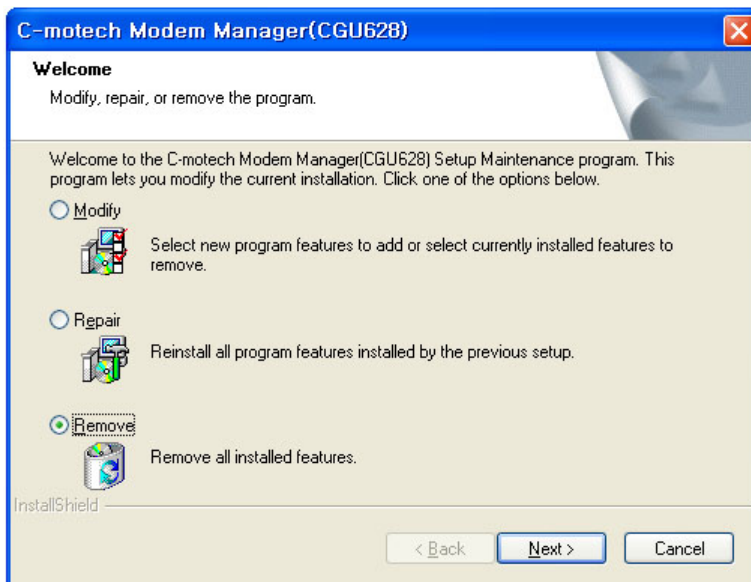 C-motech Modem Manager(CGU628)
Welcome
Modify, repair, or remove the program.
Welcome to the C-motech Modem Manager(CGU628) Setup Maintenance program. This
program lets you modify the current installation. Click one of the options below.
Modify
Select new program features to add or select currently installed features to
remove.
Repair
Reinstall all program features installed by the previous setup.
Remove
Remove all installed features.
InstallShield
< Back
Next >
Cancel